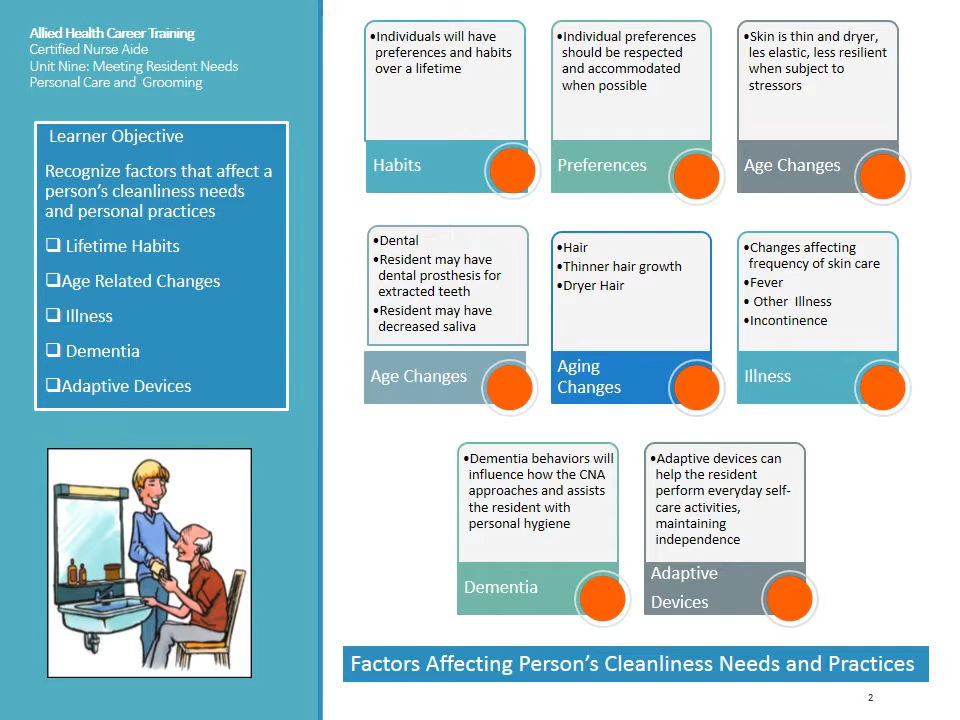 Allied Health Career Training
Certified Nurse Aide
Unit Nine: Meeting Resident Needs
Personal Care and  Grooming
Learner Objective
Recognize factors that affect a
person's cleanliness needs
and personal practices
❑ Lifetime Habits
❑Age Related Changes
❑ Illness
❑ Dementia
❑Adaptive Devices
•Individuals will have
preferences and habits
over a lifetime
Habits
•Individual preferences
should be respected
and accommodated
when possible
Preferences
•Skin is thin and dryer,
les elastic, less resilient
when subject to
stressors
Age Changes
•Dental
•Resident may have
dental prosthesis for
extracted teeth
•Resident may have
decreased saliva
Age Changes
•Hair
•Thinner hair growth
•Dryer Hair
Aging
Changes
•Changes affecting
frequency of skin care
•Fever
• Other  Illness
•Incontinence
Illness
•Dementia behaviors will
influence how the CNA
approaches and assists
the resident with
personal hygiene
Dementia
•Adaptive devices can
help the resident
perform everyday self-
care activities,
maintaining
independence
Adaptive
Devices
Factors Affecting Person's Cleanliness Needs and Practices
2